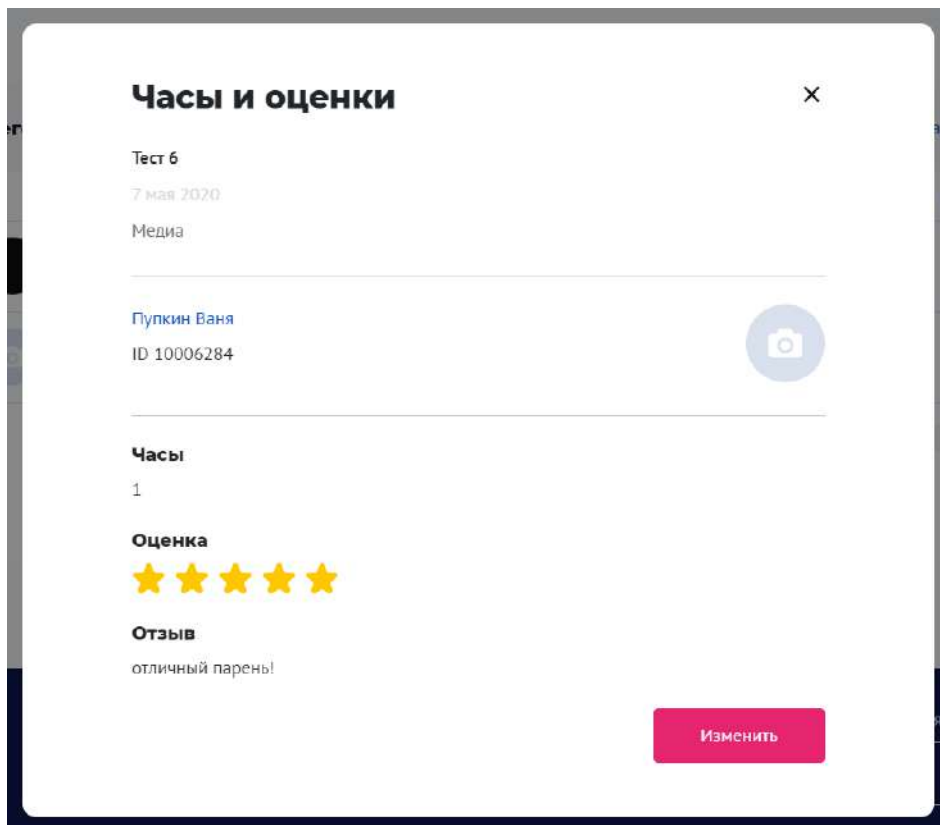 Часы и оценки
Тест 6
7 мая 2020
Медиа
Пупкин Ваня
ID 10006284
Часы
1
Оценка
Отзыв
отличный парень!
Изменить